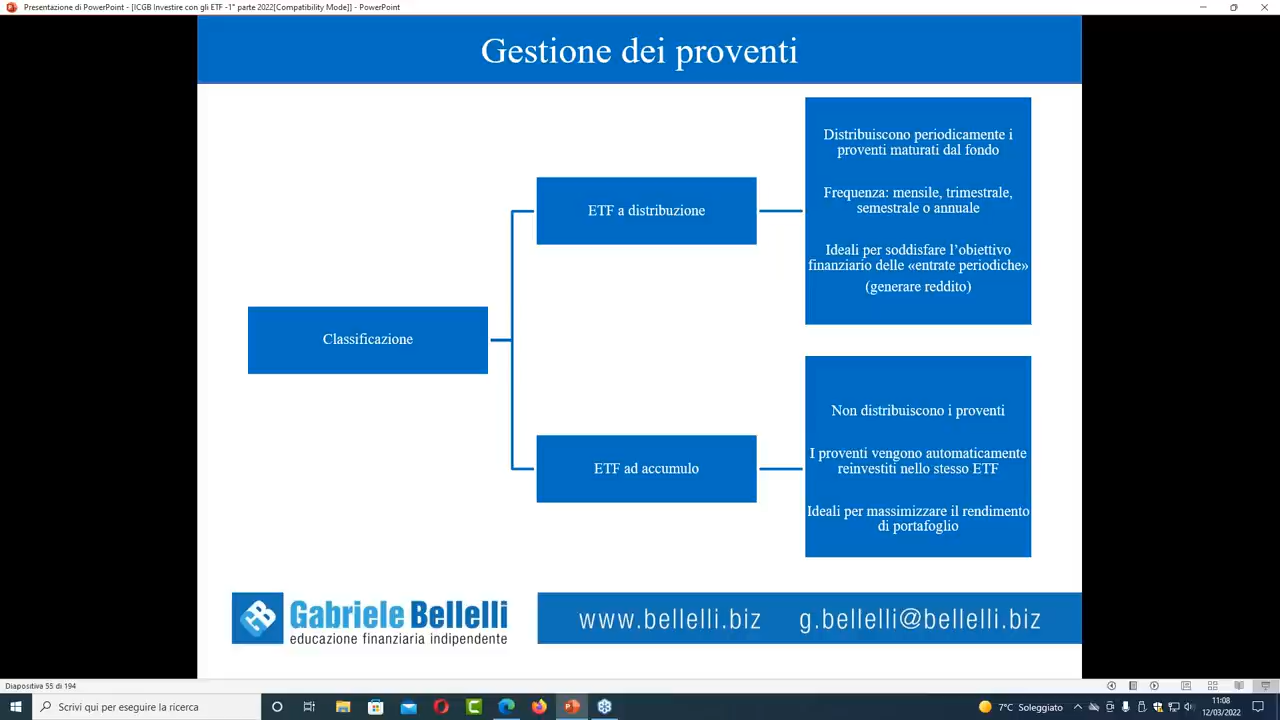 Presentazione di PowerPoint - [ICGB Investire con gli ETF -1° parte 2022[Compatibility Mode]] - PowerPoint
Gestione dei proventi
Distribuiscono periodicamente i
proventi maturati dal fondo
Frequenza: mensile, trimestrale,
semestrale o annuale
Ideali per soddisfare l’obiettivo
finanziario delle «entrate periodiche»
(generare reddito)
ETF a distribuzione
Classificazione
ETF ad accumulo
Non distribuiscono i proventi
I proventi vengono automaticamente
reinvestiti nello stesso ETF
Ideali per massimizzare il rendimento
di portafoglio
Gabriele Bellelli
educazione finanziaria indipendente
www.bellelli.biz g.bellelli@bellelli.biz
Diapositiva 55 di 194
Scrivi qui per eseguire la ricerca
7°C Soleggiato
11:08
12/03/2022